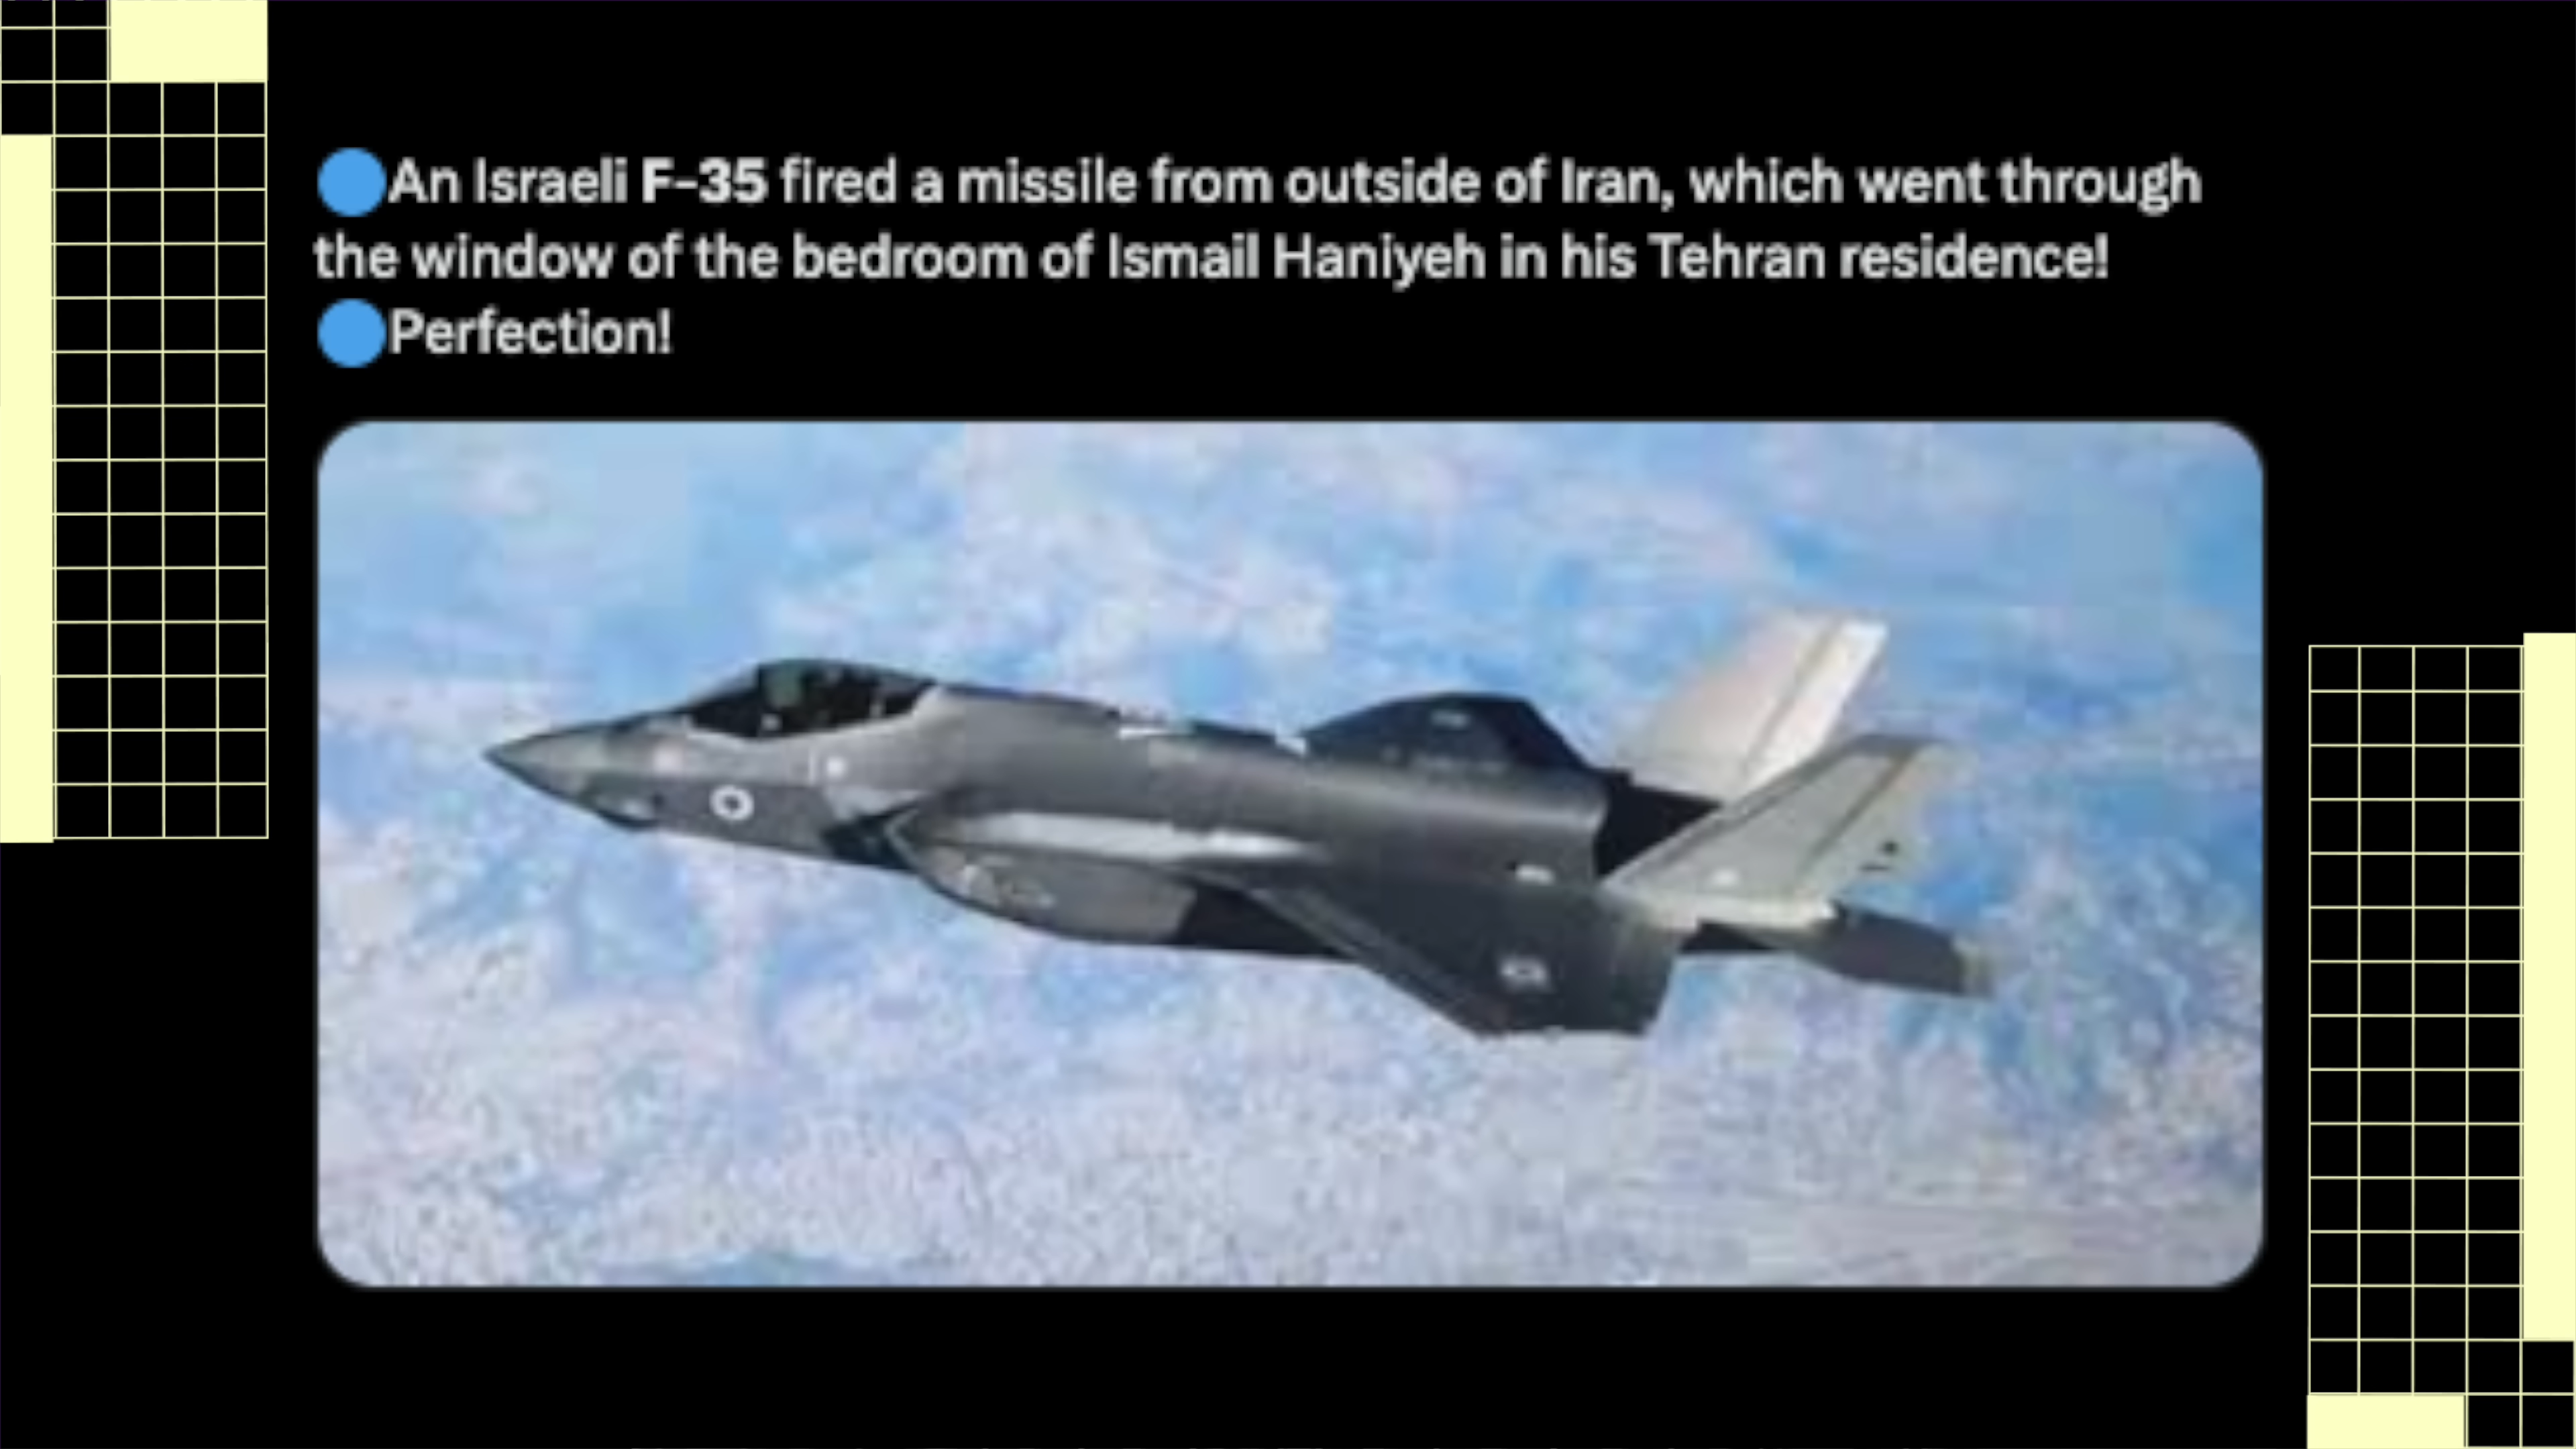 An Israeli F-35 fired a missile from outside of Iran, which went through
the window of the bedroom of Ismail Haniyeh in his Tehran residence!
Perfection!